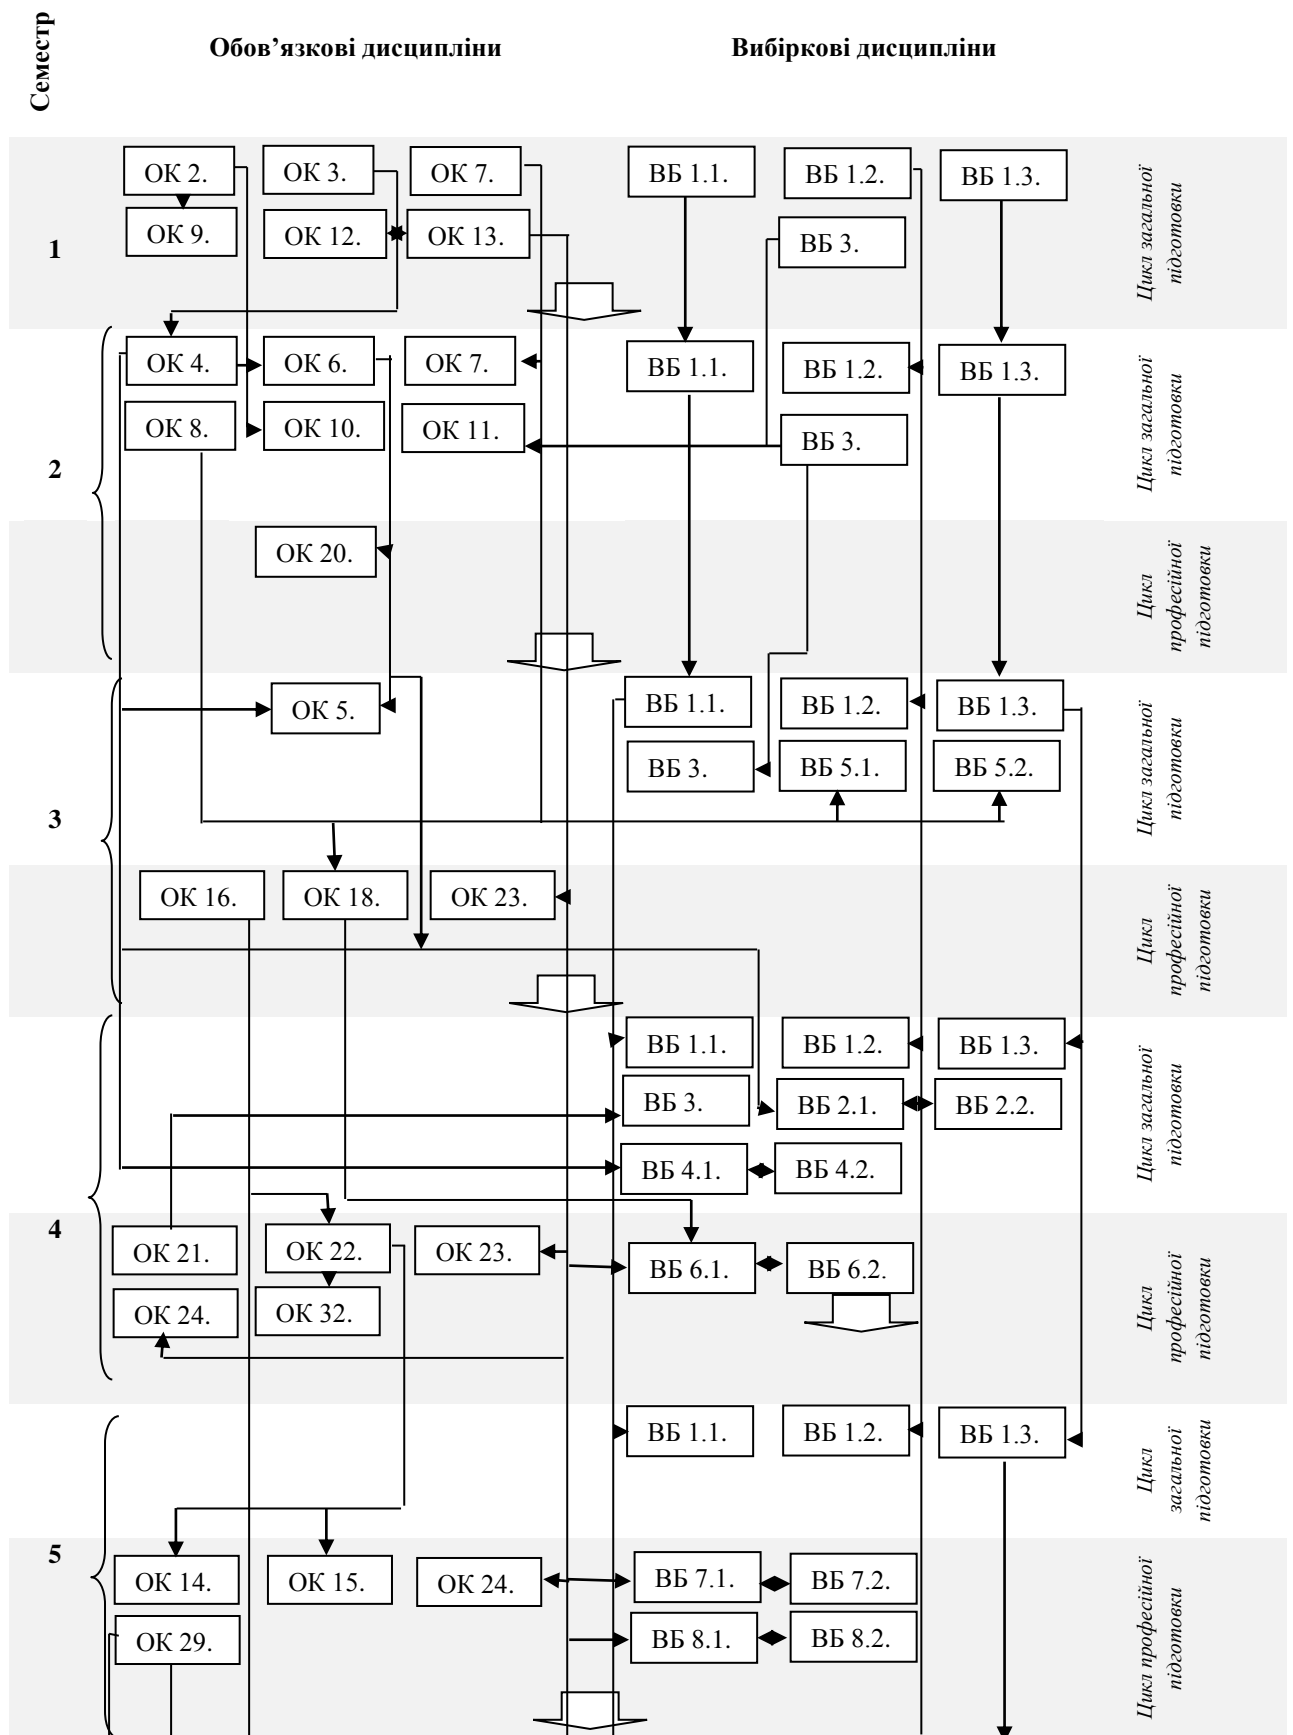 Семестр
Обов’язкові дисципліни
Вибіркові дисципліни
1
ОК 2.
ОК 3.
ОК 7.
ВБ 1.1.
ВБ 1.2.
ВБ 1.3.
ОК 9.
ОК 12.
ОК 13.
ВБ 3.
Цикл загальної
підготовки
2
ОК 4.
ОК 6.
ОК 7.
ВБ 1.1.
ВБ 1.2.
ВБ 1.3.
ОК 8.
ОК 10.
ОК 11.
ВБ 3.
Цикл загальної
підготовки
ОК 20.
Цикл
професійної
підготовки
3
ОК 5.
ВБ 1.1.
ВБ 1.2.
ВБ 1.3.
ВБ 3.
ВБ 5.1.
ВБ 5.2.
Цикл загальної
підготовки
ОК 16.
ОК 18.
ОК 23.
Цикл
професійної
підготовки
4
ВБ 1.1.
ВБ 1.2.
ВБ 1.3.
ВБ 3.
ВБ 2.1.
ВБ 2.2.
ВБ 4.1.
ВБ 4.2.
Цикл загальної
підготовки
ОК 21.
ОК 22.
ОК 23.
ВБ 6.1.
ВБ 6.2.
ОК 24.
ОК 32.
Цикл
професійної
підготовки
5
ВБ 1.1.
ВБ 1.2.
ВБ 1.3.
Цикл
загальної
підготовки
ОК 14.
ОК 15.
ОК 24.
ВБ 7.1.
ВБ 7.2.
ОК 29.
ВБ 8.1.
ВБ 8.2.
Цикл професійної
підготовки